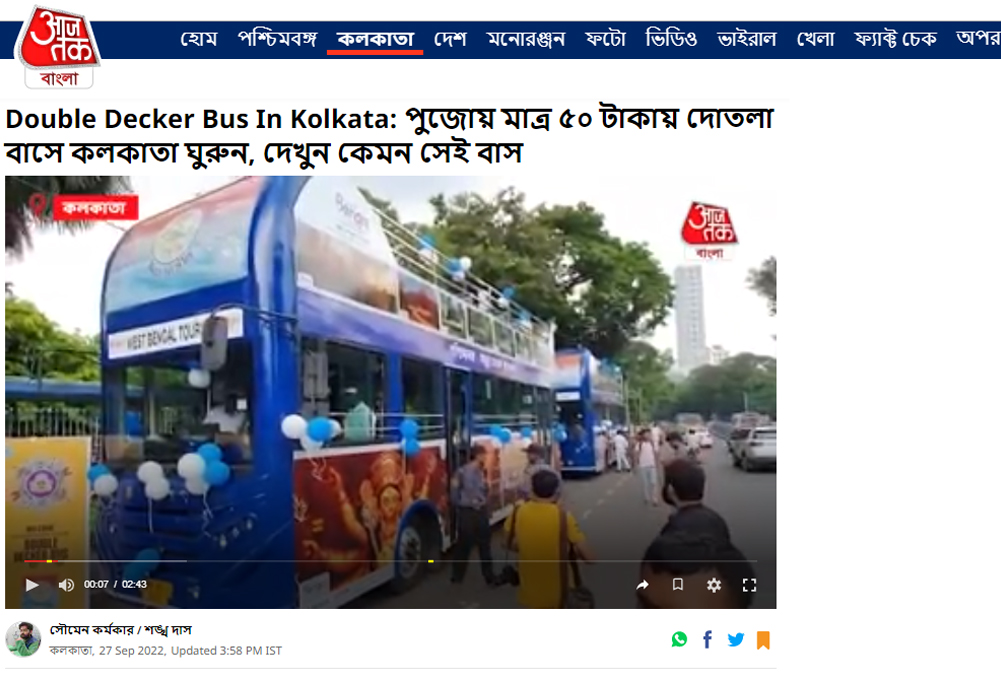 আজ তক
বাংলা
হোম পশ্চিমবঙ্গ কলকাতা দেশ মনোরঞ্জন ফটো ভিডিও ভাইরাল খেলা ফ্যাক্ট চেক অপর
Double Decker Bus In Kolkata: পুজোয় মাত্র ৫০ টাকায় দোতলা
বাসে কলকাতা ঘুরুন, দেখুন কেমন সেই বাস
কলকাতা
আজ তক
বাংলা
WEST BENGAL TOUR
DOUBLE
DECKER BUS
00:07 / 02:43
সৌমেন কর্মকার / শঙ্খ দাস
কলকাতা, 27 Sep 2022, Updated 3:58 PM IST